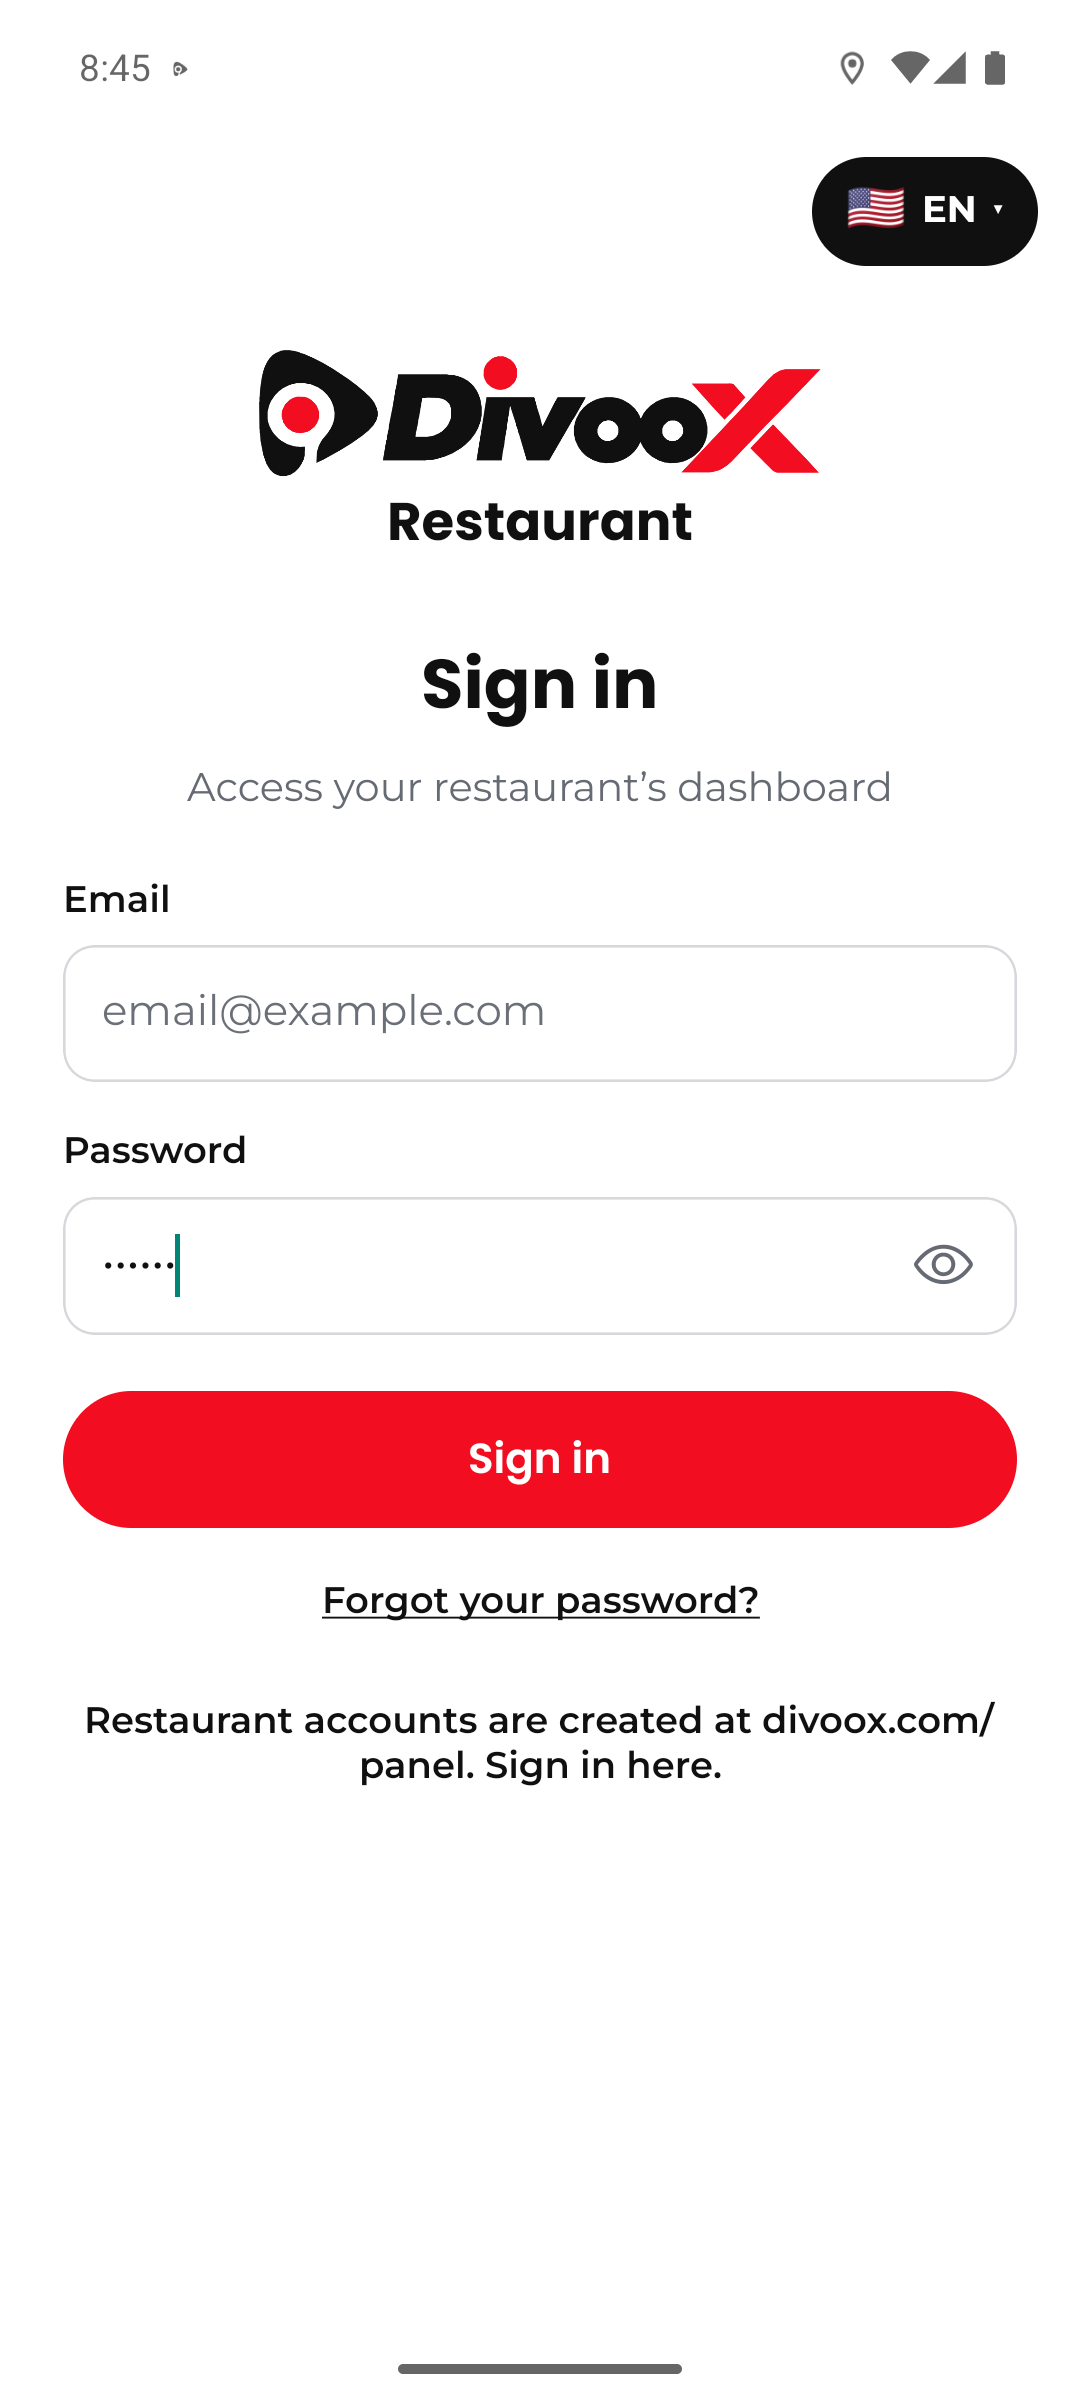 8:45
EN
DivooX
Restaurant
Sign in
Access your restaurant’s dashboard
Email
email@example.com
Password
••••••
Sign in
Forgot your password?
Restaurant accounts are created at divoox.com/
panel. Sign in here.